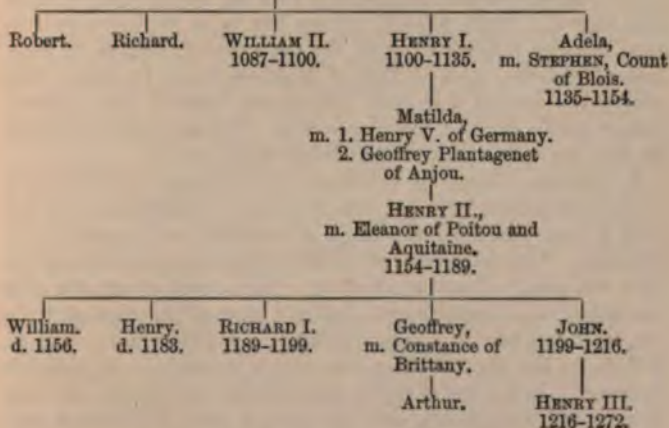 Robert. Richard. WILLIAM II. HENRY I. Adela,
1087-1100. 1100-1135. m. STEPHEN, Count
of Blois.
1135-1154.
Matilda,
m. 1. Henry V. of Germany.
2. Geoffrey Plantagenet
of Anjou.
HENRY II.,
m. Eleanor of Poitou and
Aquitaine.
1154-1189.
William. Henry. RICHARD I. Geoffrey, JOHN.
d. 1156. d. 1183. 1189-1199. m. Constance of 1199-1216.
Brittany.
Arthur. HENRY III.
1216-1272.